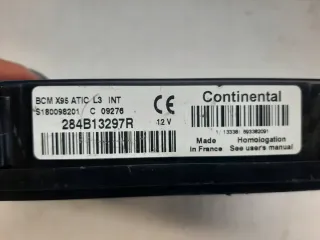 BCM X95 ATIC L3 INT
S180098201 C 09276
CE
284B13297R
12 V
Continental
Made in France
Homologation
See user's manual